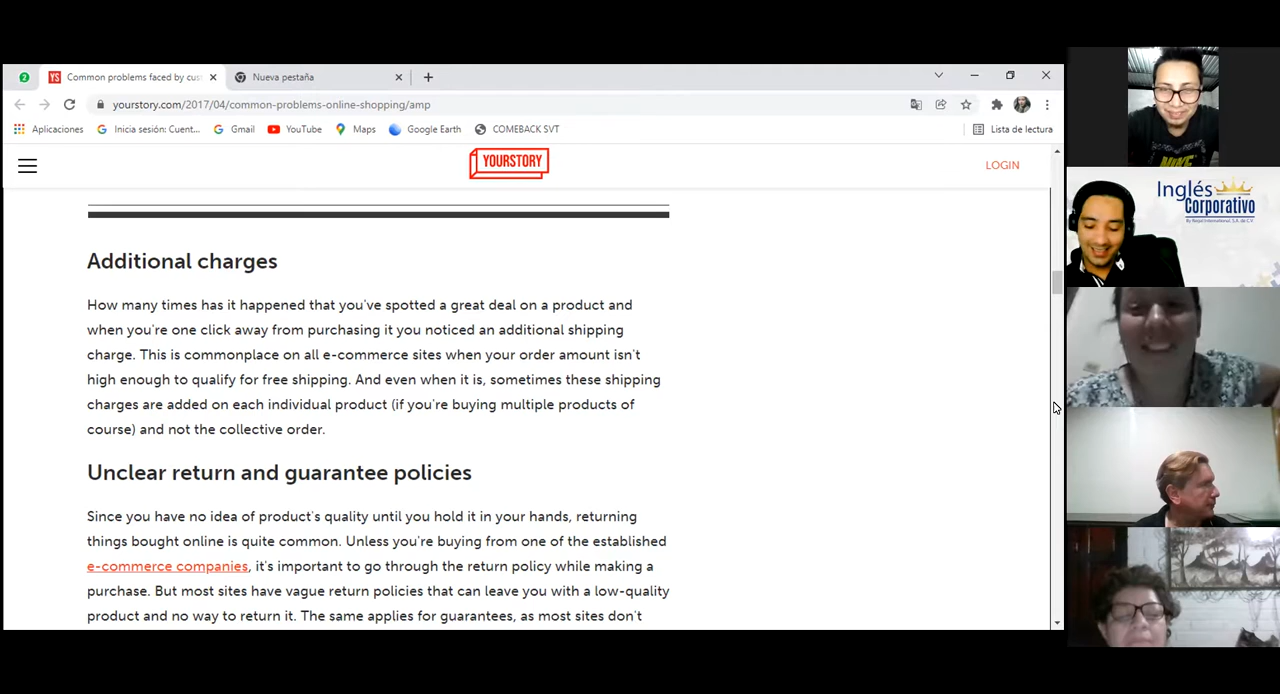 2
YS Common problems faced by cus
Nueva pestaña
yourstory.com/2017/04/common-problems-online-shopping/amp
Aplicaciones
Inicia sesión: Cuent...
Gmail
YouTube
Maps
Google Earth
COMEBACK SVT
Lista de lectura
YOURSTORY
LOGIN
Additional charges
How many times has it happened that you've spotted a great deal on a product and
when you're one click away from purchasing it you noticed an additional shipping
charge. This is commonplace on all e-commerce sites when your order amount isn't
high enough to qualify for free shipping. And even when it is, sometimes these shipping
charges are added on each individual product (if you're buying multiple products of
course) and not the collective order.
Unclear return and guarantee policies
Since you have no idea of product's quality until you hold it in your hands, returning
things bought online is quite common. Unless you're buying from one of the established
e-commerce companies, it's important to go through the return policy while making a
purchase. But most sites have vague return policies that can leave you with a low-quality
product and no way to return it. The same applies for guarantees, as most sites don't
Inglés
Corporativo